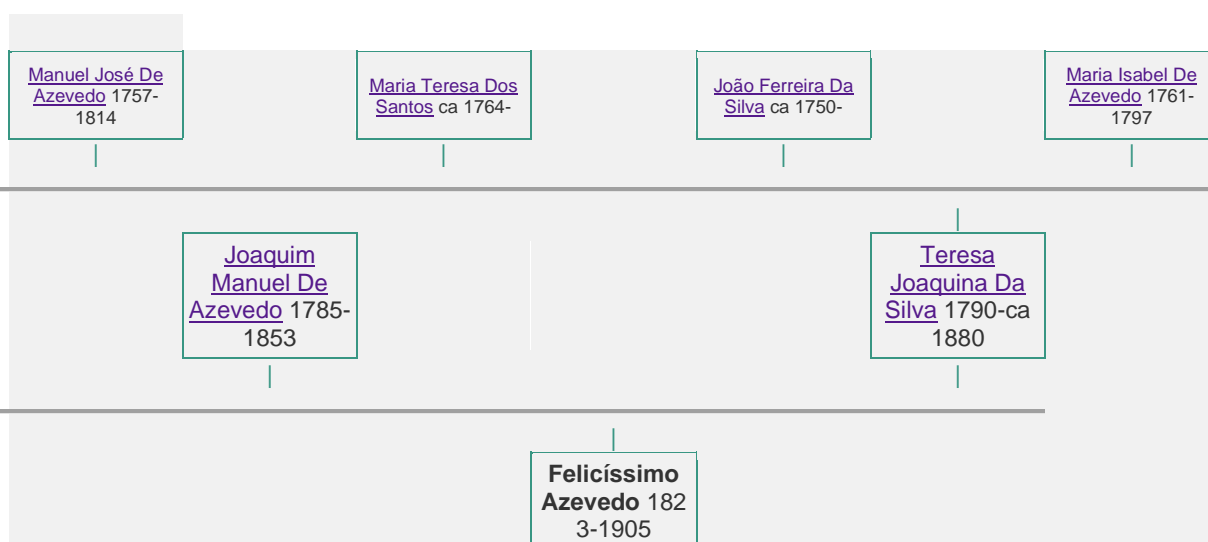 Manuel José De
Azevedo 1757-
1814
Maria Teresa Dos
Santos ca 1764-
João Ferreira Da
Silva ca 1750-
Maria Isabel De
Azevedo 1761-
1797
Joaquim
Manuel De
Azevedo 1785-
1853
Teresa
Joaquina Da
Silva 1790-ca
1880
Felicíssimo
Azevedo 182
3-1905